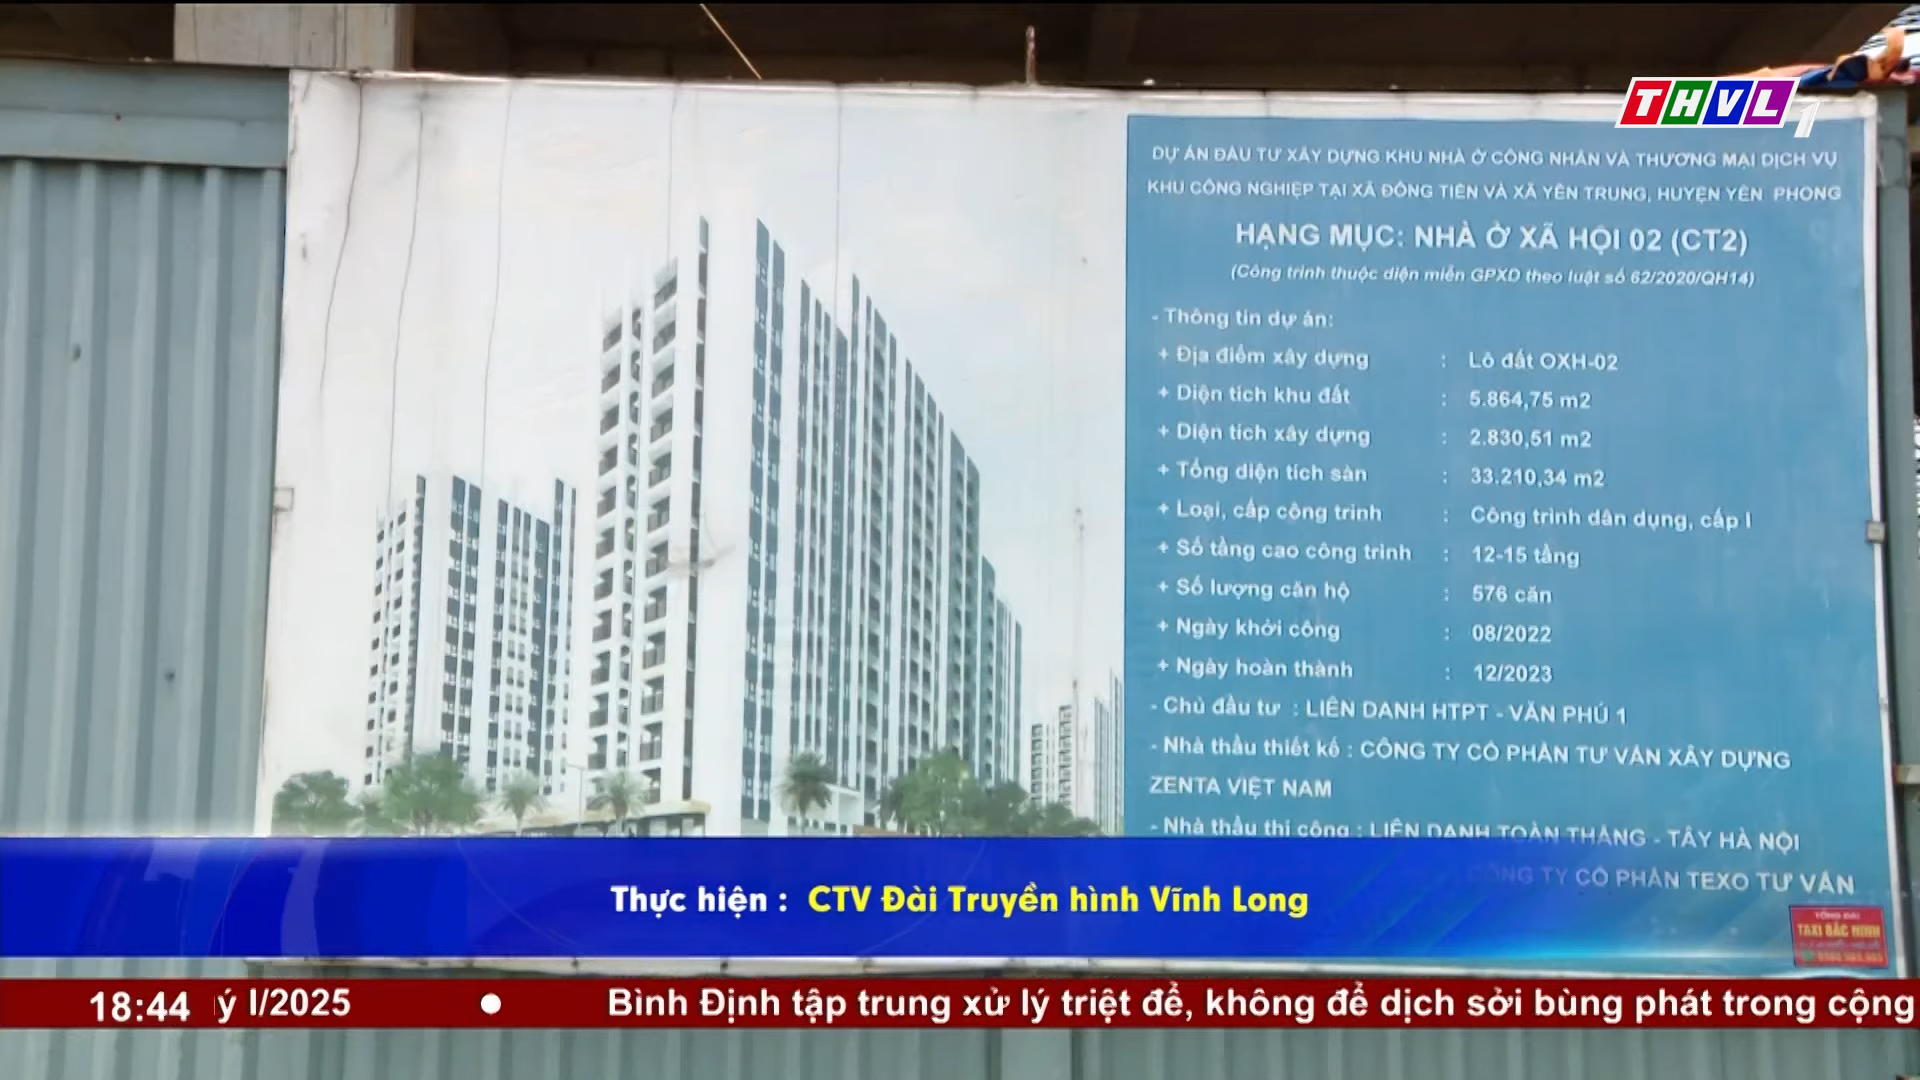 THVL1
DỰ ÁN ĐẦU TƯ XÂY DỰNG KHU NHÀ Ở CÔNG NHÂN VÀ THƯƠNG MẠI DỊCH VỤ
KHU CÔNG NGHIỆP TẠI XÃ ĐÔNG TIẾN VÀ XÃ YÊN TRUNG, HUYỆN YÊN PHONG
HẠNG MỤC: NHÀ Ở XÃ HỘI 02 (CT2)
(Công trình thuộc diện miễn GPXD theo luật số 62/2020/QH14)
- Thông tin dự án:
+ Địa điểm xây dựng : Lô đất OXH-02
+ Diện tích khu đất : 5.864,75 m2
+ Diện tích xây dựng : 2.830,51 m2
+ Tổng diện tích sàn : 33.210,34 m2
+ Loại, cấp công trình : Công trình dân dụng, cấp I
+ Số tầng cao công trình : 12-15 tầng
+ Số lượng căn hộ : 576 căn
+ Ngày khởi công : 08/2022
+ Ngày hoàn thành : 12/2023
- Chủ đầu tư : LIÊN DANH HTPT - VĂN PHÚ 1
- Nhà thầu thiết kế : CÔNG TY CỔ PHẦN TƯ VẤN XÂY DỰNG
ZENTA VIỆT NAM
- Nhà thầu thi công : LIÊN DANH TOÀN THẮNG - TÂY HÀ NỘI
CÔNG TY CỔ PHẦN TEXO TƯ VẤN
TỔNG ĐÀI
TAXI BẮC NINH
Thực hiện : CTV Đài Truyền hình Vĩnh Long
18:44 ý I/2025 ● Bình Định tập trung xử lý triệt để, không để dịch sởi bùng phát trong cộng